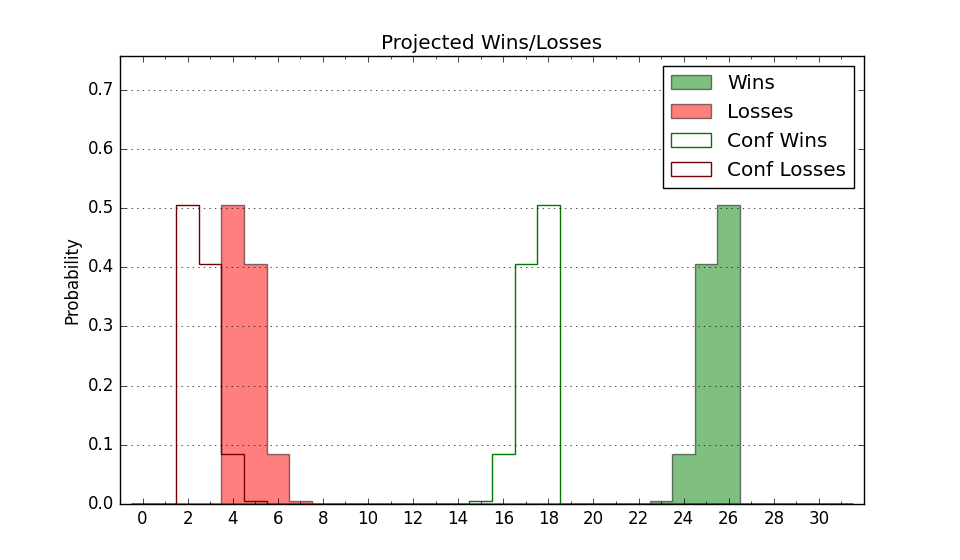 Projected Wins/Losses
Wins
Losses
Conf Wins
Conf Losses
Probability
0.7
0.6
0.5
0.4
0.3
0.2
0.1
0.0
0 2 4 6 8 10 12 14 16 18 20 22 24 26 28 30